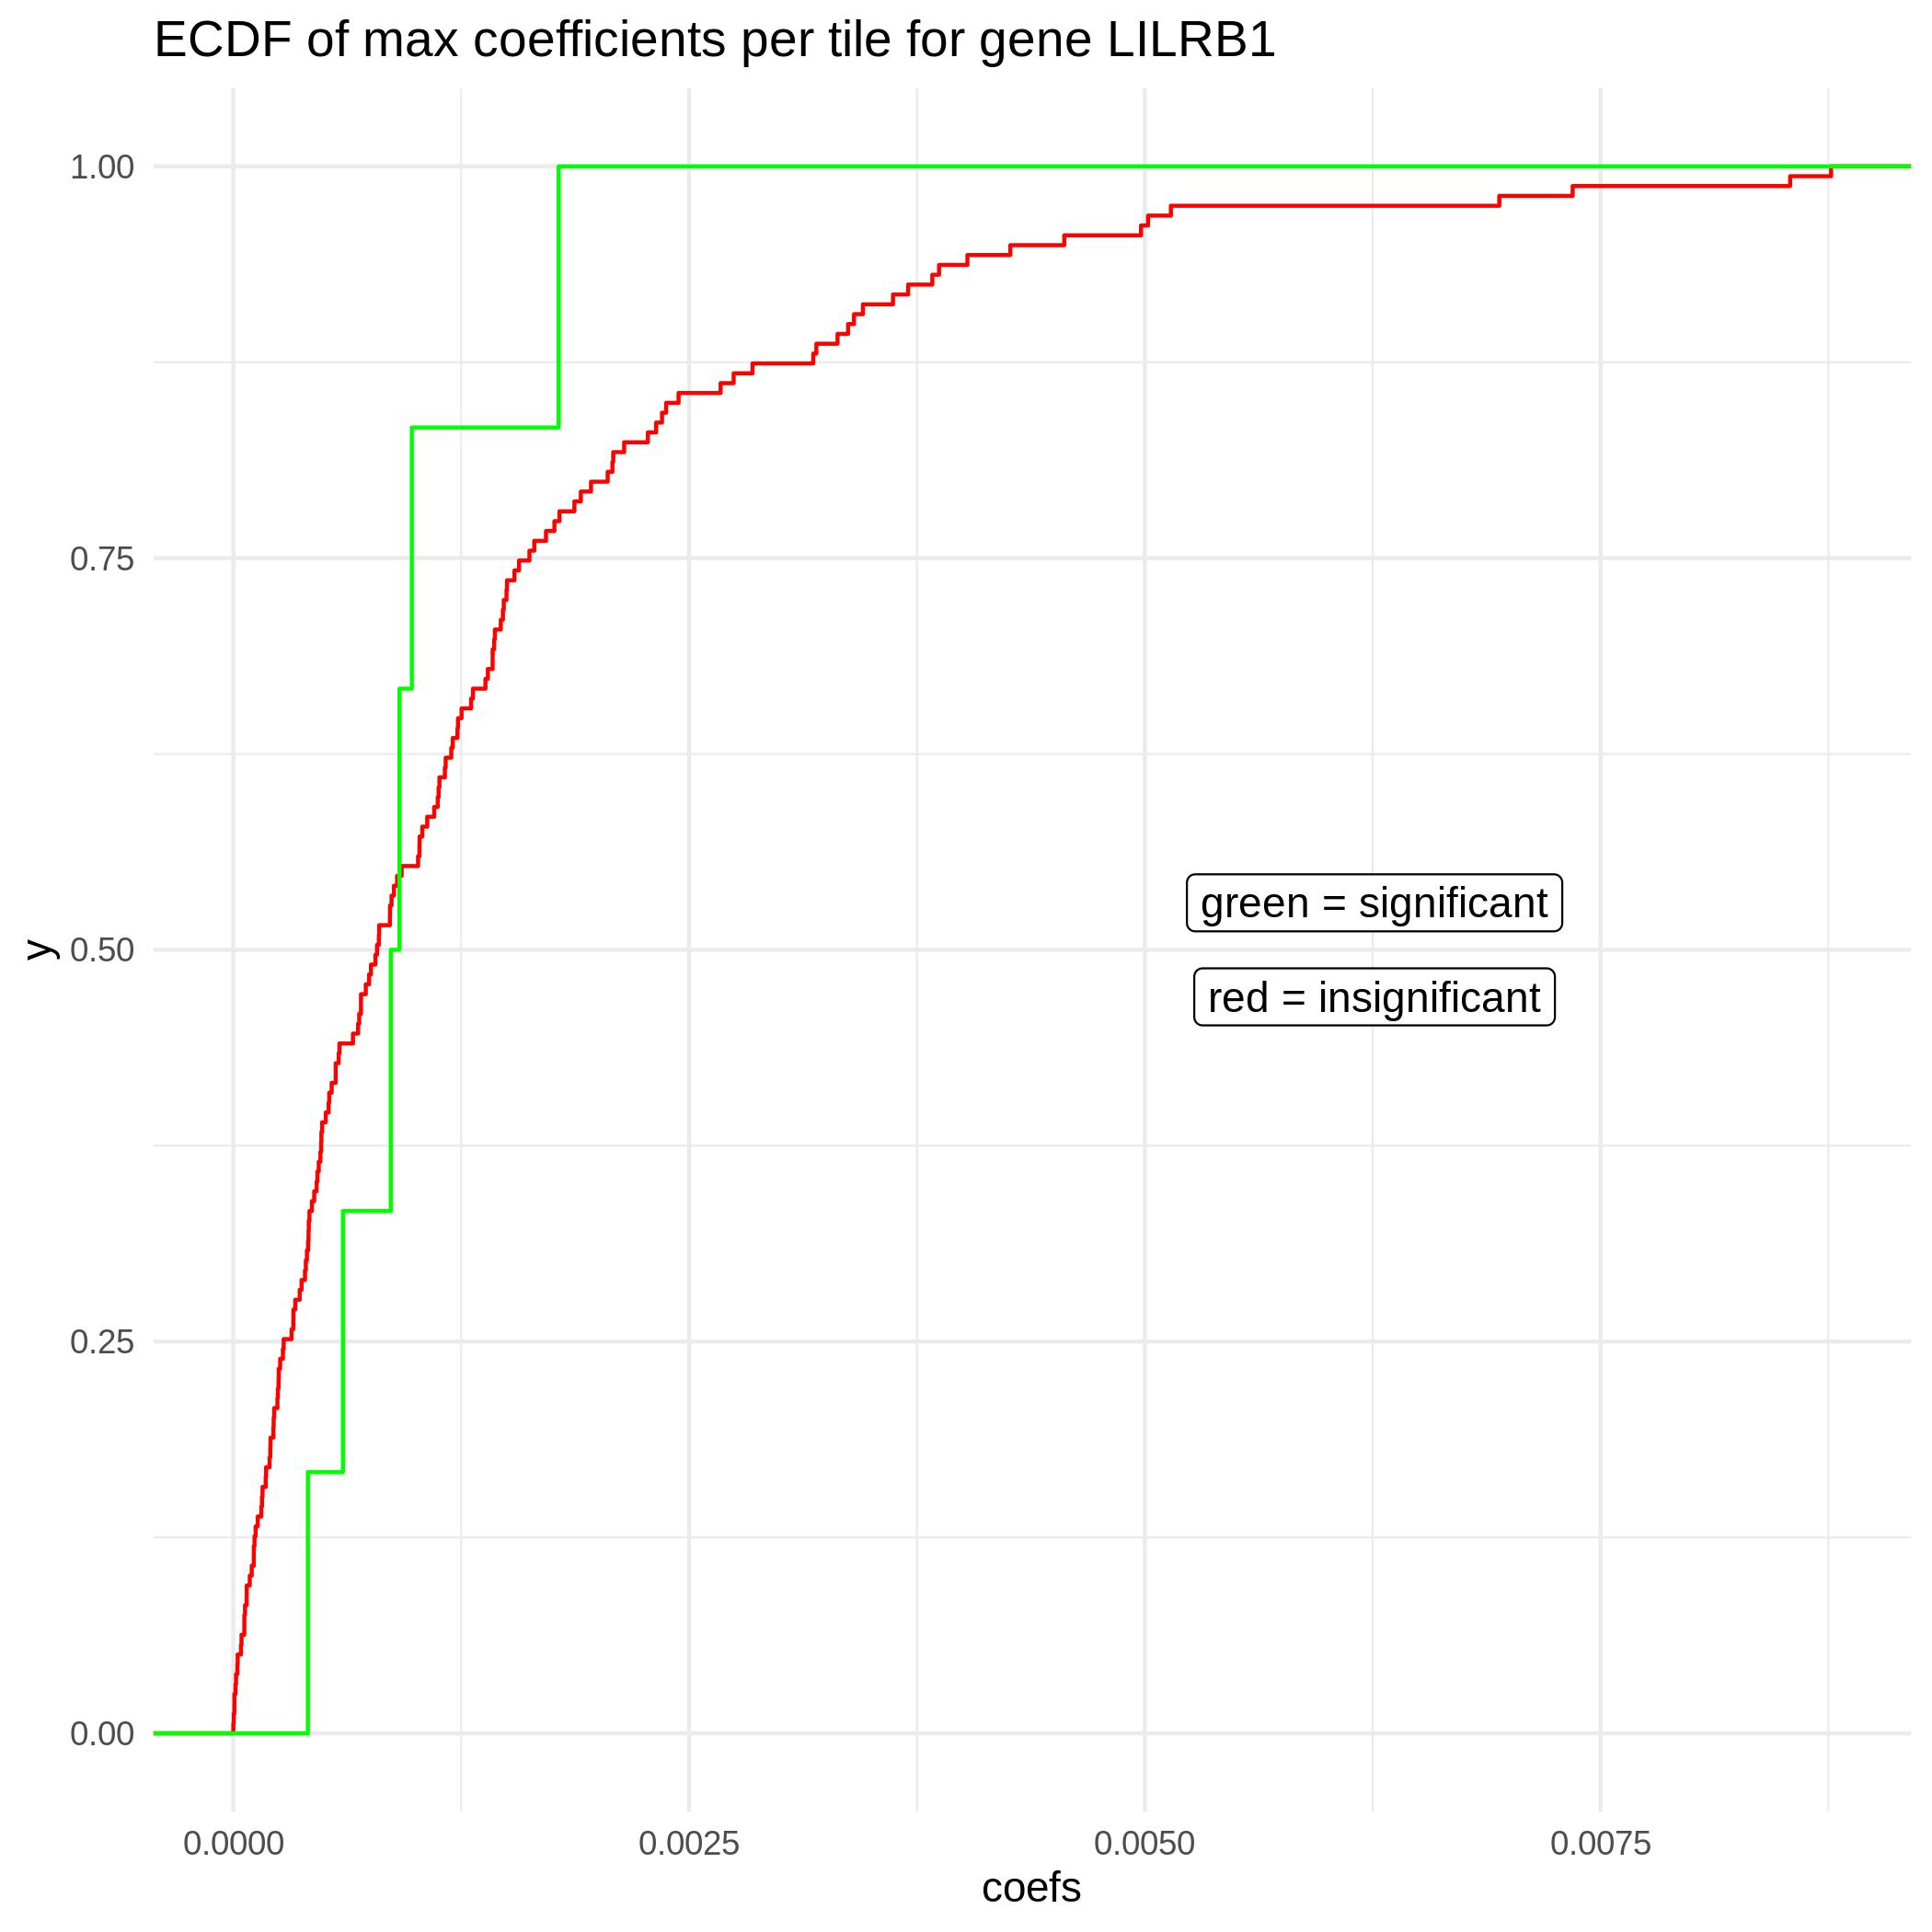 ECDF of max coefficients per tile for gene LILRB1
y
1.00
0.75
0.50
0.25
0.00
green = significant
red = insignificant
0.0000 0.0025 0.0050 0.0075
coefs